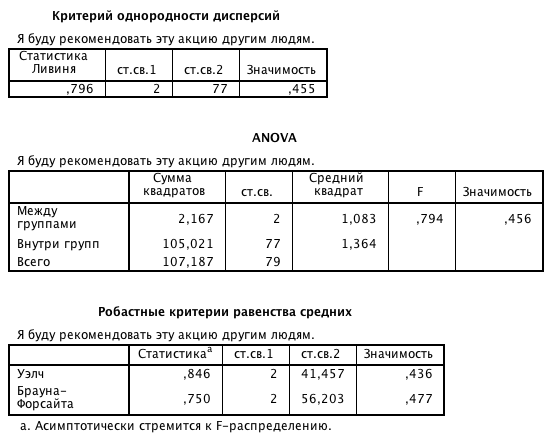 Критерий однородности дисперсий
Я буду рекомендовать эту акцию другим людям.
Статистика Ливиня ст.св.1 ст.св.2 Значимость
,796 2 77 ,455
ANOVA
Я буду рекомендовать эту акцию другим людям.
Сумма квадратов ст.св. Средний квадрат F Значимость
Между группами 2,167 2 1,083 ,794 ,456
Внутри групп 105,021 77 1,364
Всего 107,187 79
Робастные критерии равенства средних
Я буду рекомендовать эту акцию другим людям.
Статистикаa ст.св.1 ст.св.2 Значимость
Уэлч ,846 2 41,457 ,436
Брауна-Форсайта ,750 2 56,203 ,477
a. Асимптотически стремится к F-распределению.